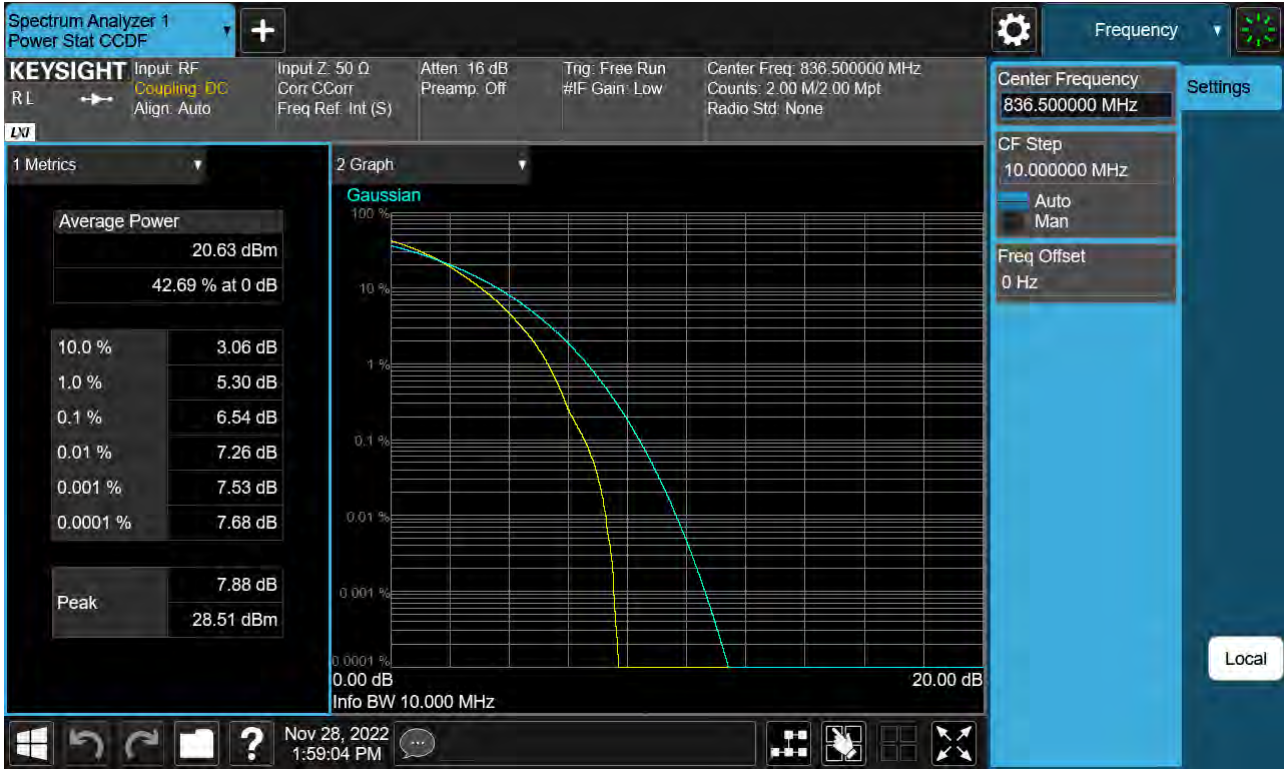 Spectrum Analyzer 1
Power Stat CCDF
Frequency
KEYSIGHT
R L
LXI
Input: RF
Coupling: DC
Align: Auto
Input Z: 50 Ω
Corr CCorr
Freq Ref: Int (S)
Atten: 16 dB
Preamp: Off
Trig: Free Run
#IF Gain: Low
Center Freq: 836.500000 MHz
Counts: 2.00 M/2.00 Mpt
Radio Std: None
Center Frequency
836.500000 MHz
Settings
CF Step
10.000000 MHz
Auto
Man
Freq Offset
0 Hz
1 Metrics
Average Power
20.63 dBm
42.69 % at 0 dB
10.0 % 3.06 dB
1.0 % 5.30 dB
0.1 % 6.54 dB
0.01 % 7.26 dB
0.001 % 7.53 dB
0.0001 % 7.68 dB
Peak
7.88 dB
28.51 dBm
2 Graph
Gaussian
100 %
10 %
1 %
0.1 %
0.01 %
0.001 %
0.0001 %
0.00 dB 20.00 dB
Info BW 10.000 MHz
Local
?
Nov 28, 2022
1:59:04 PM